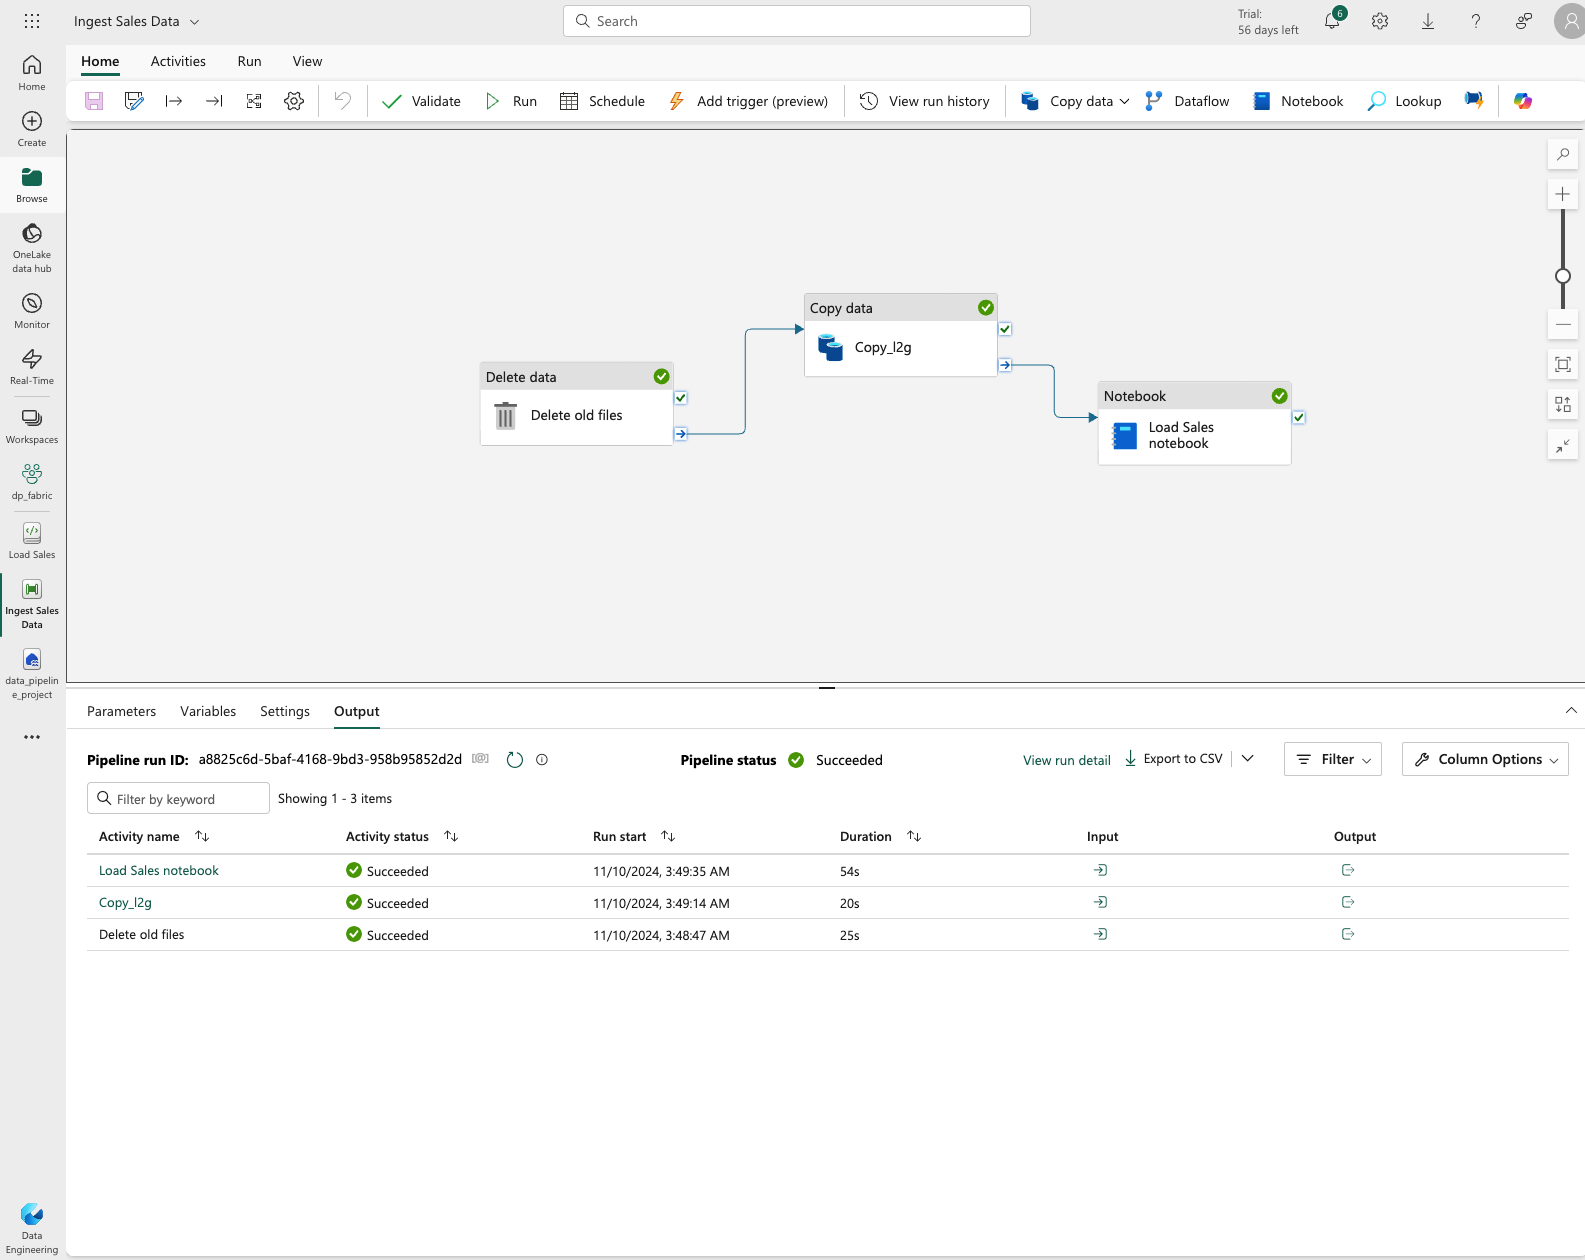 Ingest Sales Data
Search
Trial:
56 days left
6
Home
Create
Browse
OneLake
data hub
Monitor
Real-Time
Workspaces
dp_fabric
Load Sales
Ingest Sales
Data
data_pipelin
e_project
Data
Engineering
Home Activities Run View
Validate Run Schedule Add trigger (preview) View run history Copy data Dataflow Notebook Lookup
Delete data
Delete old files
Copy data
Copy_l2g
Notebook
Load Sales
notebook
Parameters Variables Settings Output
Pipeline run ID: a8825c6d-5baf-4168-9bd3-958b95852d2d Pipeline status Succeeded View run detail Export to CSV Filter Column Options
Filter by keyword Showing 1 - 3 items
Activity name Activity status Run start Duration Input Output
Load Sales notebook Succeeded 11/10/2024, 3:49:35 AM 54s
Copy_l2g Succeeded 11/10/2024, 3:49:14 AM 20s
Delete old files Succeeded 11/10/2024, 3:48:47 AM 25s